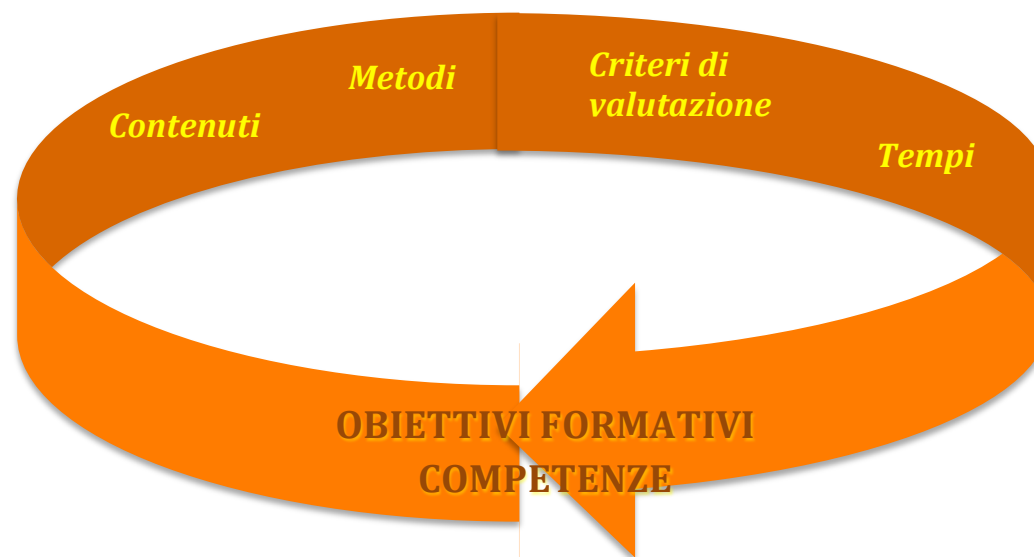 Metodi
Contenuti
Criteri di
valutazione
Tempi
OBIETTIVI FORMATIVI
COMPETENZE